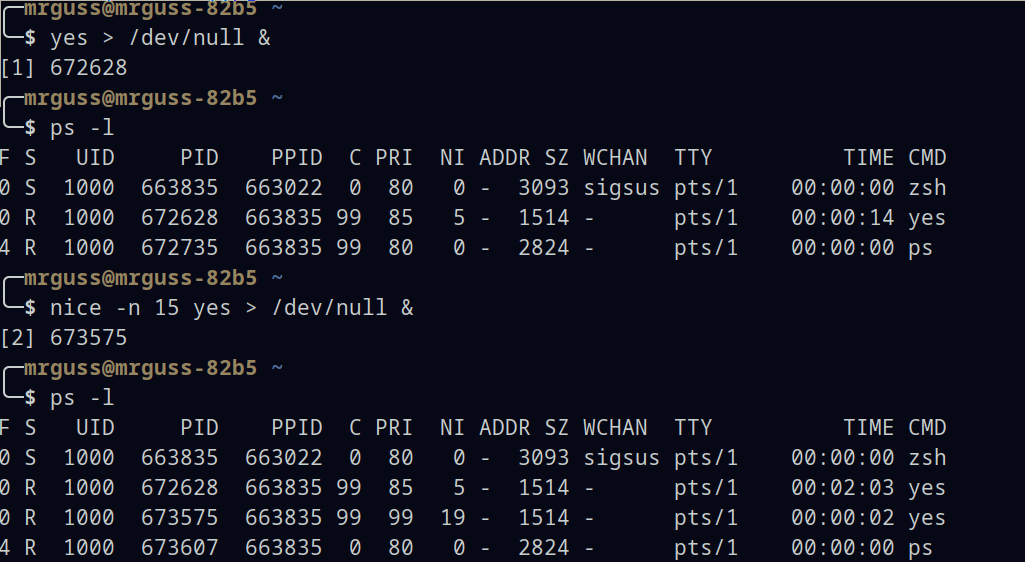 mrguss@mrguss-82b5 ~
$ yes > /dev/null &
[1] 672628
mrguss@mrguss-82b5 ~
$ ps -l
F S   UID     PID    PPID  C PRI  NI ADDR SZ WCHAN  TTY          TIME CMD
0 S  1000  663835  663022  0  80   0 -  3093 sigsus pts/1    00:00:00 zsh
0 R  1000  672628  663835 99  85   5 -  1514 -      pts/1    00:00:14 yes
4 R  1000  672735  663835 99  80   0 -  2824 -      pts/1    00:00:00 ps
mrguss@mrguss-82b5 ~
$ nice -n 15 yes > /dev/null &
[2] 673575
mrguss@mrguss-82b5 ~
$ ps -l
F S   UID     PID    PPID  C PRI  NI ADDR SZ WCHAN  TTY          TIME CMD
0 S  1000  663835  663022  0  80   0 -  3093 sigsus pts/1    00:00:00 zsh
0 R  1000  672628  663835 99  85   5 -  1514 -      pts/1    00:02:03 yes
0 R  1000  673575  663835 99  99  19 -  1514 -      pts/1    00:00:02 yes
4 R  1000  673607  663835  0  80   0 -  2824 -      pts/1    00:00:00 ps